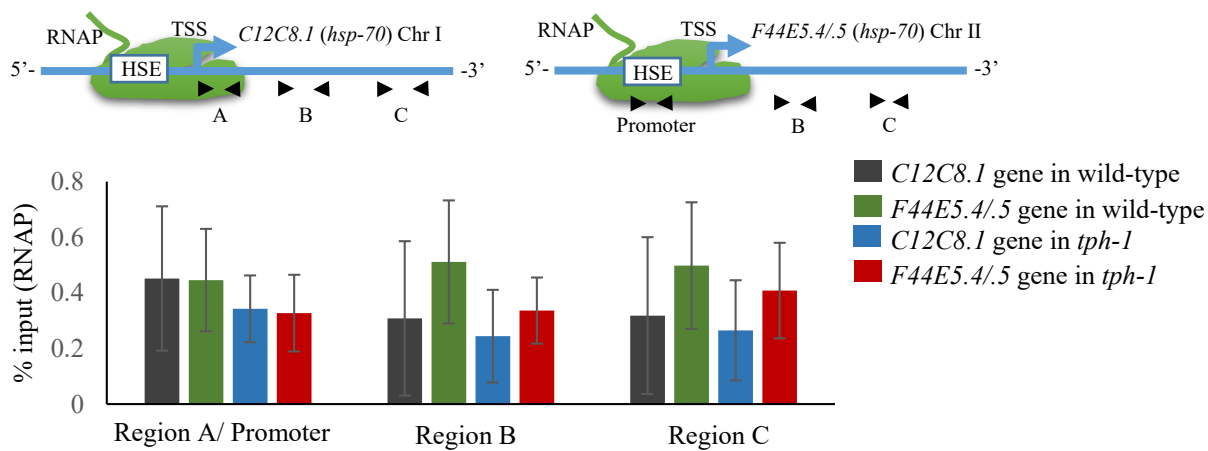 RNAP
TSS
C12C8.1 (hsp-70) Chr I
5’-
HSE
-3’
A
B
C
RNAP
TSS
F44E5.4/.5 (hsp-70) Chr II
5’-
HSE
-3’
Promoter
B
C
% input (RNAP)
0.8
0.6
0.4
0.2
0
Region A/ Promoter
Region B
Region C
C12C8.1 gene in wild-type
F44E5.4/.5 gene in wild-type
C12C8.1 gene in tph-1
F44E5.4/.5 gene in tph-1